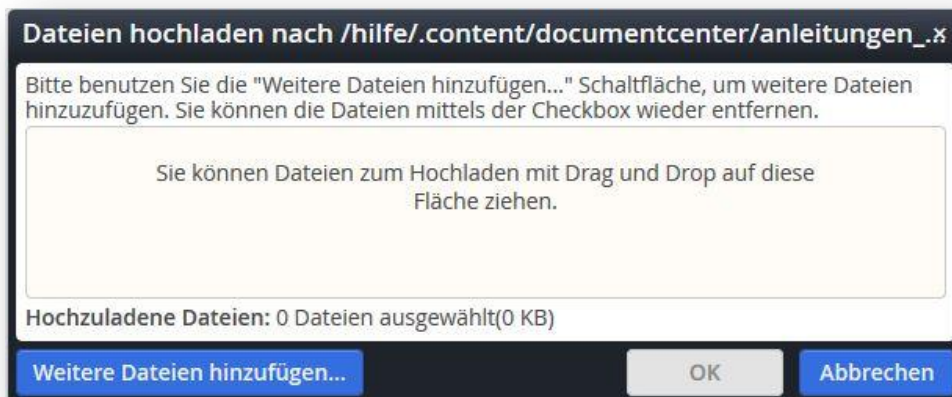 Dateien hochladen nach /hilfe/.content/documentcenter/anleitungen_..
Bitte benutzen Sie die "Weitere Dateien hinzufügen..." Schaltfläche, um weitere Dateien
hinzuzufügen. Sie können die Dateien mittels der Checkbox wieder entfernen.
Sie können Dateien zum Hochladen mit Drag und Drop auf diese
Fläche ziehen.
Hochzuladene Dateien: 0 Dateien ausgewählt(0 KB)
Weitere Dateien hinzufügen... OK Abbrechen